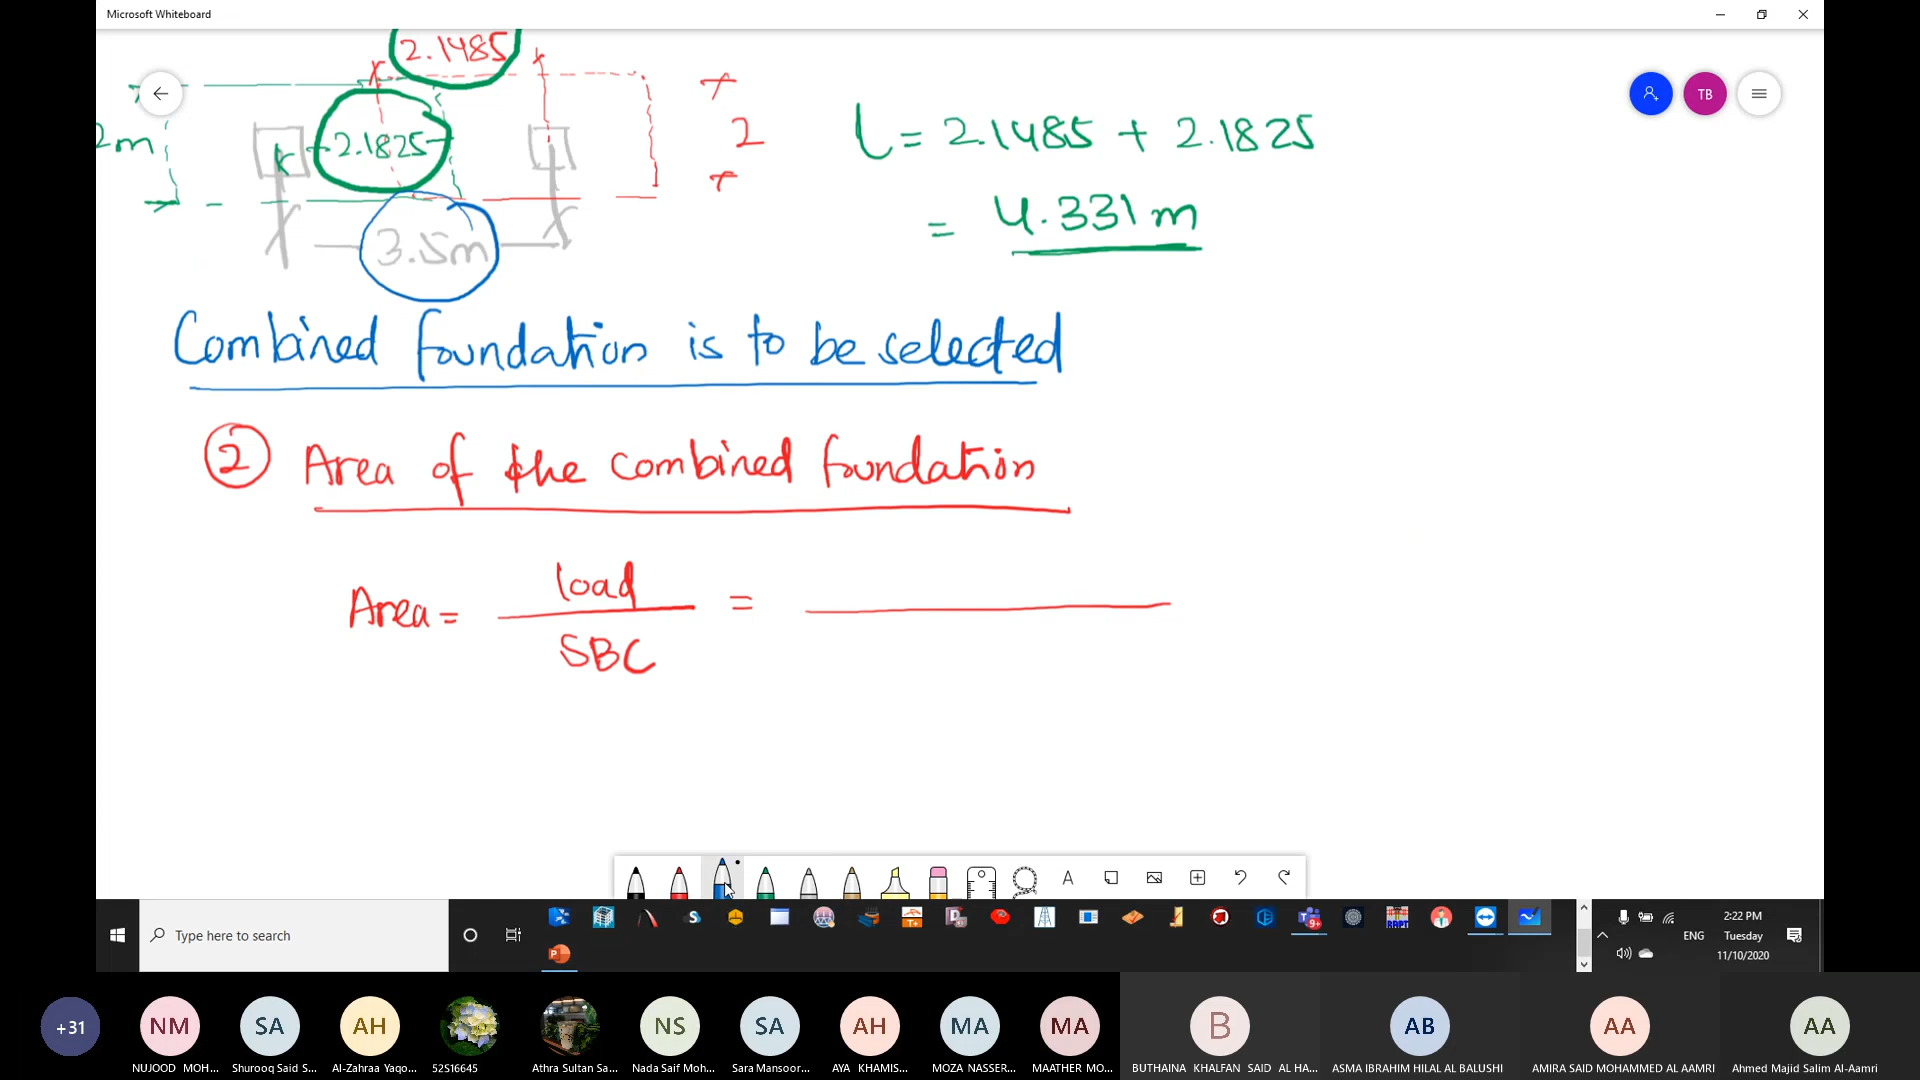 Microsoft Whiteboard
2.1485
2m
2.1825
2
3.5m
L = 2.1485 + 2.1825
= 4.331 m
TB
Combined foundation is to be selected
2 Area of the combined foundation
Area = load / SBC =
A
Type here to search
ENG
2:22 PM
Tuesday
11/10/2020
+31
NM
SA
AH
NS
SA
AH
MA
MA
B
AB
AA
AA
NUJOOD MOH...
Shurooq Said S...
Al-Zahraa Yaqo...
52S16645
Athra Sultan Sa...
Nada Saif Moh...
Sara Mansoor...
AYA KHAMIS...
MOZA NASSER...
MAATHER MO...
BUTHAINA KHALFAN SAID AL HA...
ASMA IBRAHIM HILAL AL BALUSHI
AMIRA SAID MOHAMMED AL AAMRI
Ahmed Majid Salim Al-Aamri